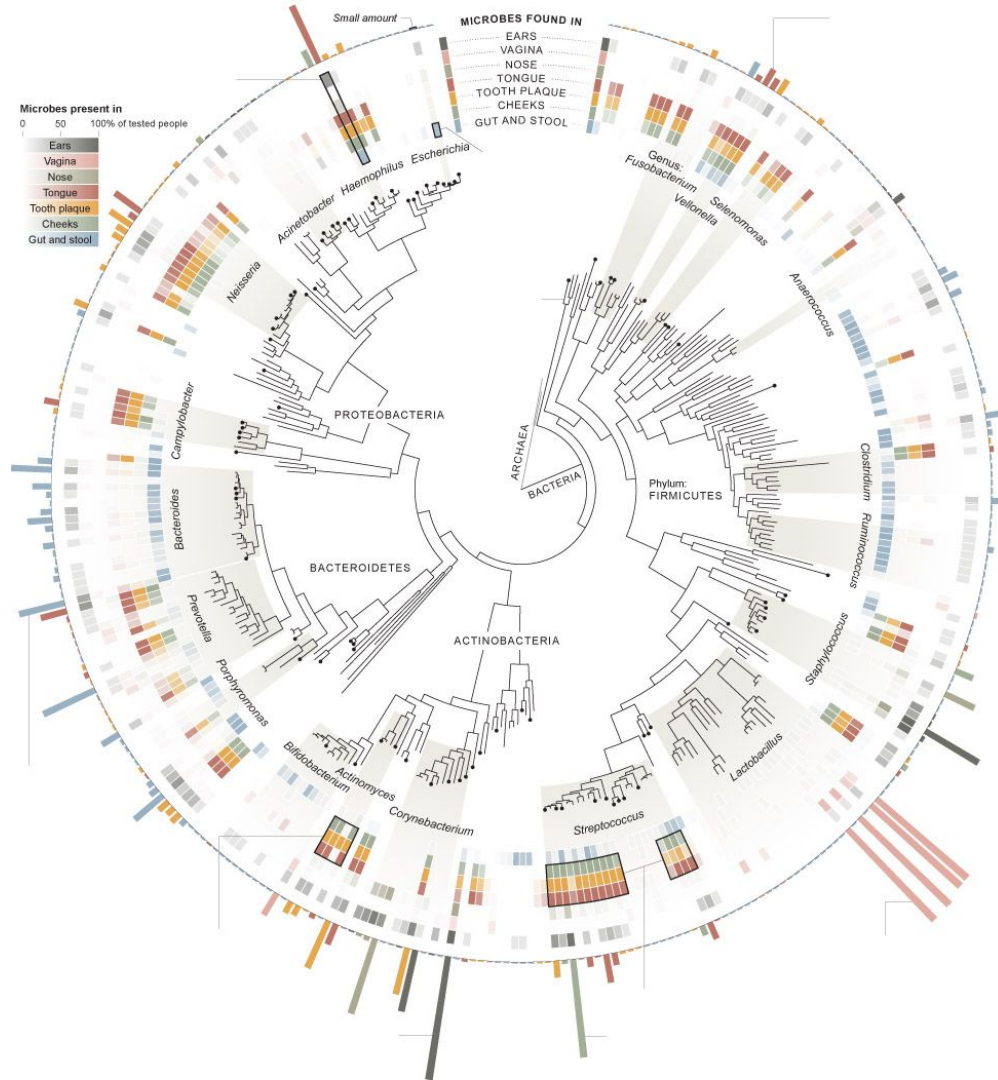 Small amount
MICROBES FOUND IN
EARS
VAGINA
NOSE
TONGUE
TOOTH PLAQUE
CHEEKS
GUT AND STOOL
Microbes present in
0 50 100% of tested people
Ears
Vagina
Nose
Tongue
Tooth plaque
Cheeks
Gut and stool
Escherichia
Haemophilus
Acinetobacter
Neisseria
Campylobacter
Bacteroides
Prevotella
Porphyromonas
Bifidobacterium
Actinomyces
Corynebacterium
Streptococcus
Lactobacillus
Staphylococcus
Ruminococcus
Clostridium
Anaerococcus
Selenomonas
Vellonella
Genus:
Fusobacterium
PROTEOBACTERIA
BACTEROIDETES
ACTINOBACTERIA
ARCHAEA
BACTERIA
Phylum:
FIRMICUTES